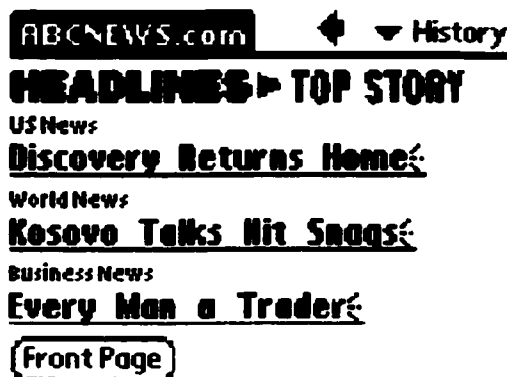 ABCNEWS.com History
HEADLINES TOP STORY
US News
Discovery Returns Home
World News
Kosovo Talks Hit Snags
Business News
Every Man a Trader
Front Page